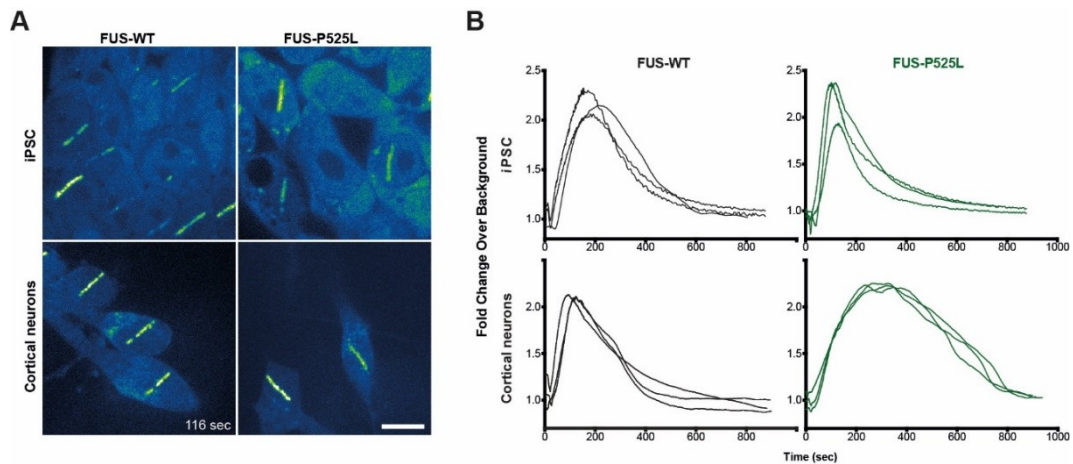 A
FUS-WT FUS-P525L
iPSC
Cortical neurons
116 sec
B
FUS-WT FUS-P525L
Fold Change Over Background
iPSC
2.5
2.0
1.5
1.0
0 200 400 600 800 1000
2.5
2.0
1.5
1.0
0 200 400 600 800 1000
Cortical neurons
2.0
1.5
1.0
0 200 400 600 800 1000
2.0
1.5
1.0
0 200 400 600 800 1000
Time (sec)